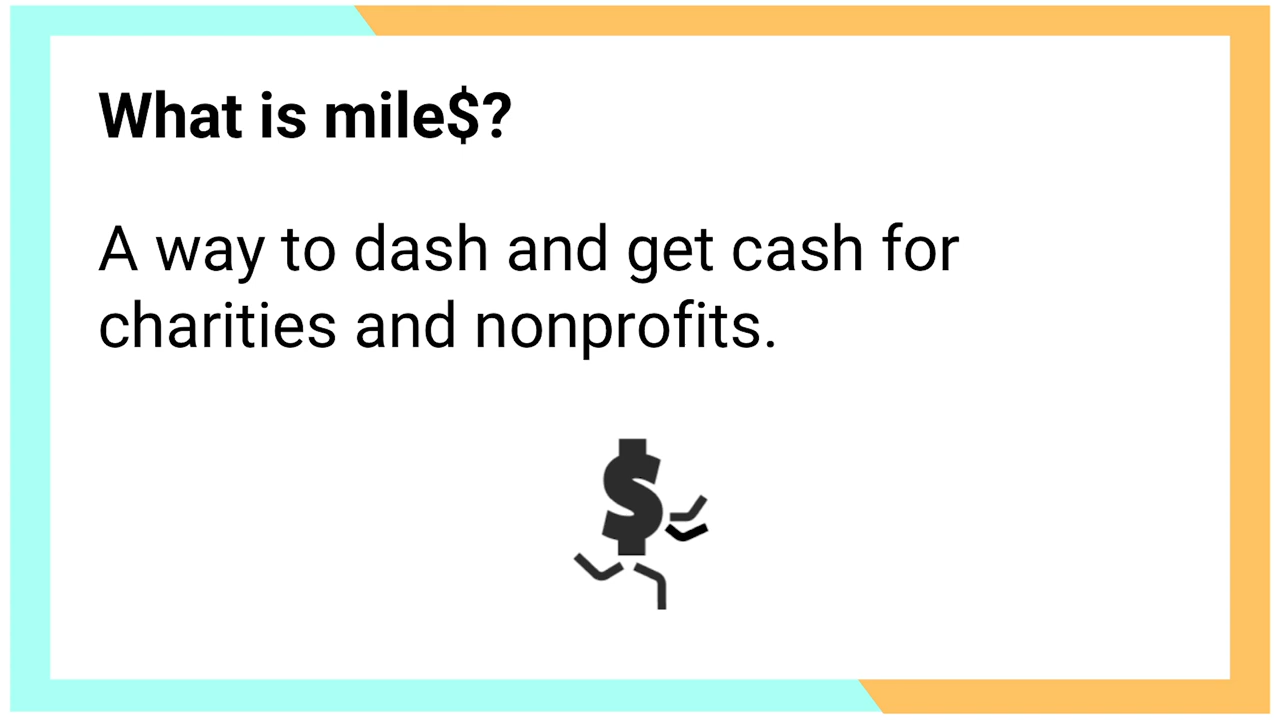 What is mile$?
A way to dash and get cash for
charities and nonprofits.
$